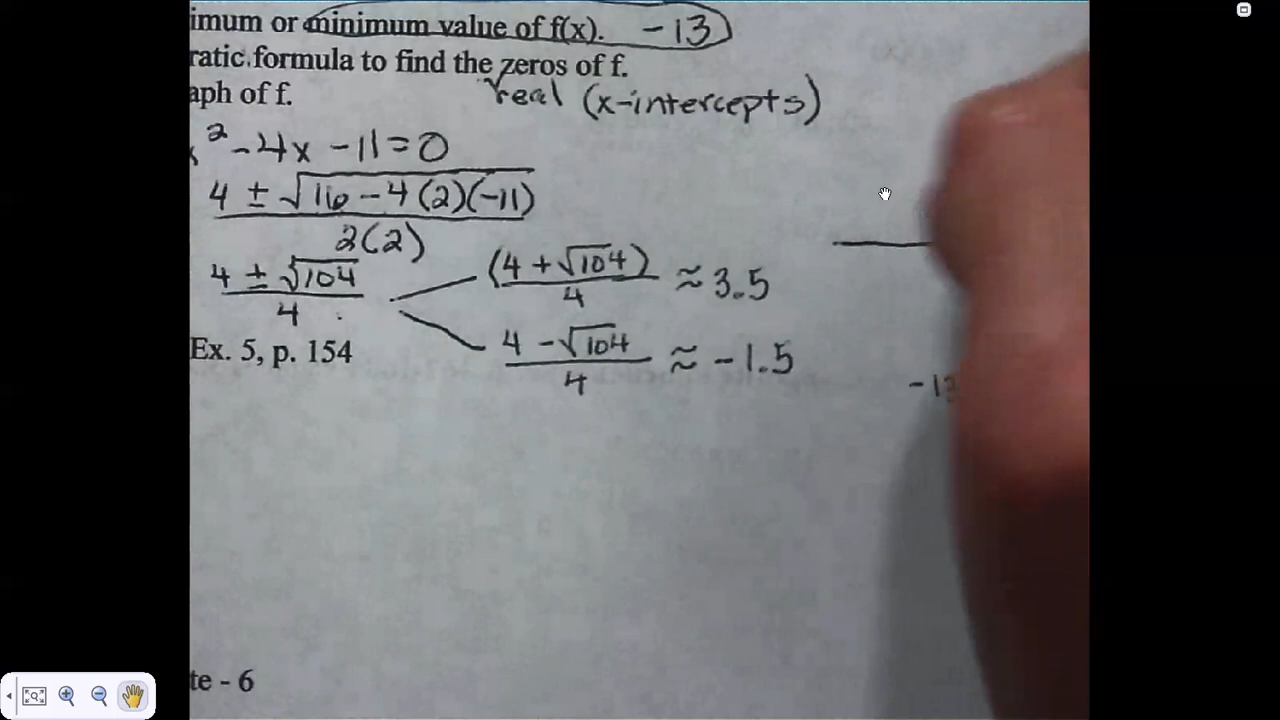 imum or minimum value of f(x). -13
ratic formula to find the zeros of f.
aph of f. real (x-intercepts)
² - 4x - 11 = 0
4 ± √16 - 4(2)(-11)
2(2)
4 ± √104
4
(4 + √104)
4
≈ 3.5
4 - √104
4
≈ -1.5
Ex. 5, p. 154
te - 6